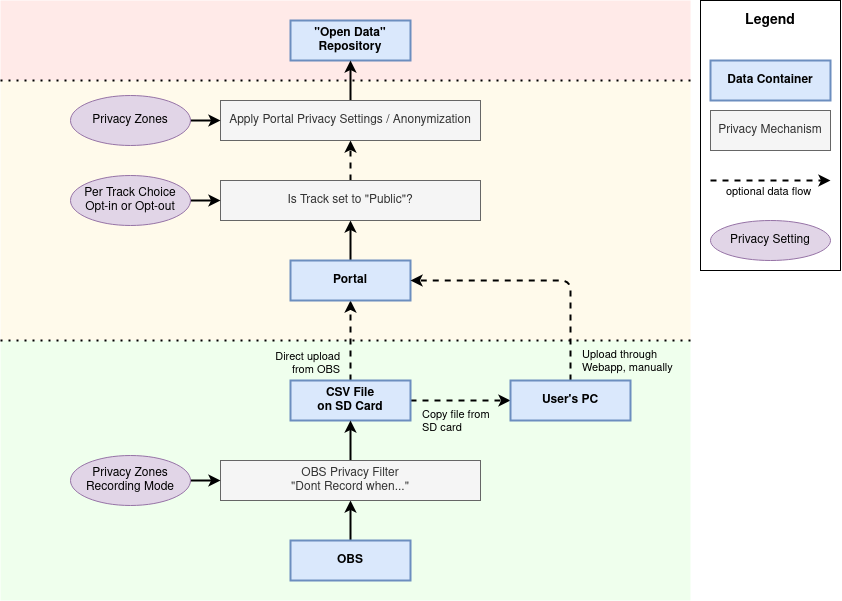 "Open Data"
Repository
Privacy Zones
Apply Portal Privacy Settings / Anonymization
Per Track Choice
Opt-in or Opt-out
Is Track set to "Public"?
Portal
Direct upload
from OBS
Upload through
Webapp, manually
CSV File
on SD Card
Copy file from
SD card
User's PC
Privacy Zones
Recording Mode
OBS Privacy Filter
"Dont Record when..."
OBS
Legend
Data Container
Privacy Mechanism
optional data flow
Privacy Setting